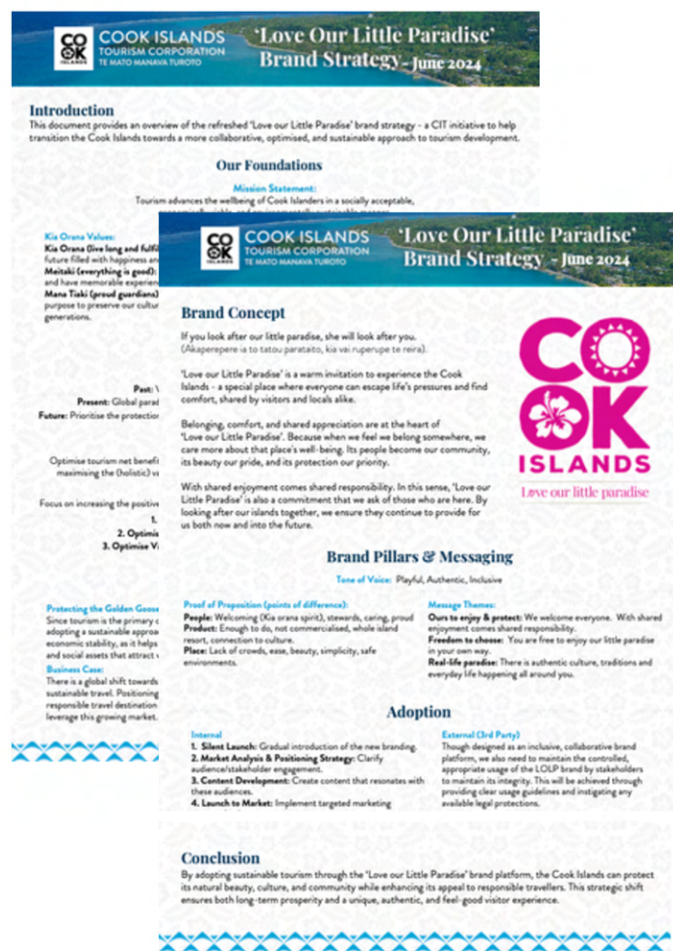 COOK ISLANDS
COOK ISLANDS
TOURISM CORPORATION
TE MATO MANAVA TUROTO
‘Love Our Little Paradise’
Brand Strategy- June 2024
Introduction
This document provides an overview of the refreshed ‘Love our Little Paradise’ brand strategy - a CIT initiative to help
transition the Cook Islands towards a more collaborative, optimised, and sustainable approach to tourism development.
Our Foundations
Mission Statement:
Tourism advances the wellbeing of Cook Islanders in a socially acceptable,
Kia Orana Values:
Kia Orana (live long and fulfil
future filled with happiness an
Meitaki (everything is good):
and have memorable experien
Mana Tiaki (proud guardians)
purpose to preserve our cultur
generations.
Past:
Present: Global parad
Future: Prioritise the protection
Optimise tourism net benefi
maximising the (holistic) va
Focus on increasing the positive
1.
2. Optimis
3. Optimise Vi
Protecting the Golden Goose
Since tourism is the primary c
adopting a sustainable approa
economic stability, as it helps
and social assets that attract v
Business Case:
There is a global shift towards
sustainable travel. Positioning
responsible travel destination
leverage this growing market.
COOK ISLANDS
COOK ISLANDS
TOURISM CORPORATION
TE MATO MANAVA TUROTO
‘Love Our Little Paradise’
Brand Strategy - June 2024
Brand Concept
If you look after our little paradise, she will look after you.
(Akaperepere ia to tatou parataito, kia vai ruperupe te reira).
‘Love our Little Paradise’ is a warm invitation to experience the Cook
Islands - a special place where everyone can escape life’s pressures and find
comfort, shared by visitors and locals alike.
Belonging, comfort, and shared appreciation are at the heart of
‘Love our Little Paradise’. Because when we feel we belong somewhere, we
care more about that place’s well-being. Its people become our community,
its beauty our pride, and its protection our priority.
With shared enjoyment comes shared responsibility. In this sense, ‘Love our
Little Paradise’ is also a commitment that we ask of those who are here. By
looking after our islands together, we ensure they continue to provide for
us both now and into the future.
COOK
ISLANDS
Love our little paradise
Brand Pillars & Messaging
Tone of Voice: Playful, Authentic, Inclusive
Proof of Proposition (points of difference):
People: Welcoming (Kia orana spirit), stewards, caring, proud
Product: Enough to do, not commercialised, whole island
resort, connection to culture.
Place: Lack of crowds, ease, beauty, simplicity, safe
environments.
Message Themes:
Ours to enjoy & protect: We welcome everyone. With shared
enjoyment comes shared responsibility.
Freedom to choose: You are free to enjoy our little paradise
in your own way.
Real-life paradise: There is authentic culture, traditions and
everyday life happening all around you.
Adoption
Internal
1. Silent Launch: Gradual introduction of the new branding.
2. Market Analysis & Positioning Strategy: Clarify
audience/stakeholder engagement.
3. Content Development: Create content that resonates with
these audiences.
4. Launch to Market: Implement targeted marketing
External (3rd Party)
Though designed as an inclusive, collaborative brand
platform, we also need to maintain the controlled,
appropriate usage of the LOLP brand by stakeholders
to maintain its integrity. This will be achieved through
providing clear usage guidelines and instigating any
available legal protections.
Conclusion
By adopting sustainable tourism through the ‘Love our Little Paradise’ brand platform, the Cook Islands can protect
its natural beauty, culture, and community while enhancing its appeal to responsible travellers. This strategic shift
ensures both long-term prosperity and a unique, authentic, and feel-good visitor experience.